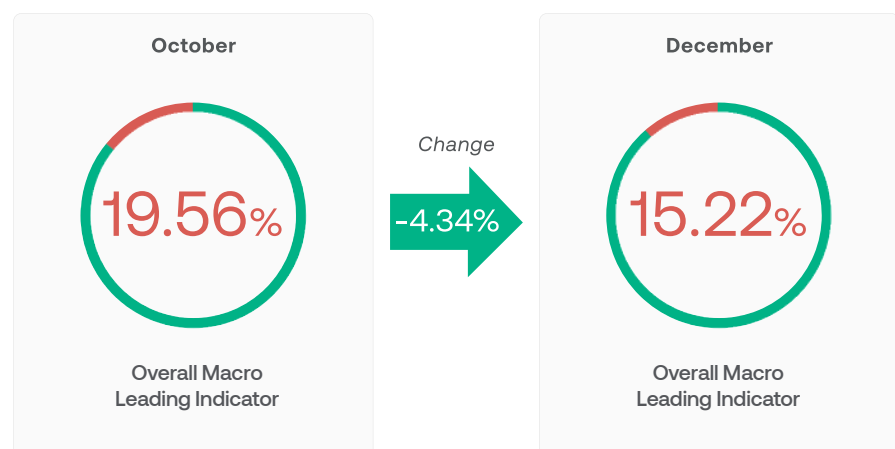 October
19.56%
Overall Macro
Leading Indicator
Change
-4.34%
December
15.22%
Overall Macro
Leading Indicator